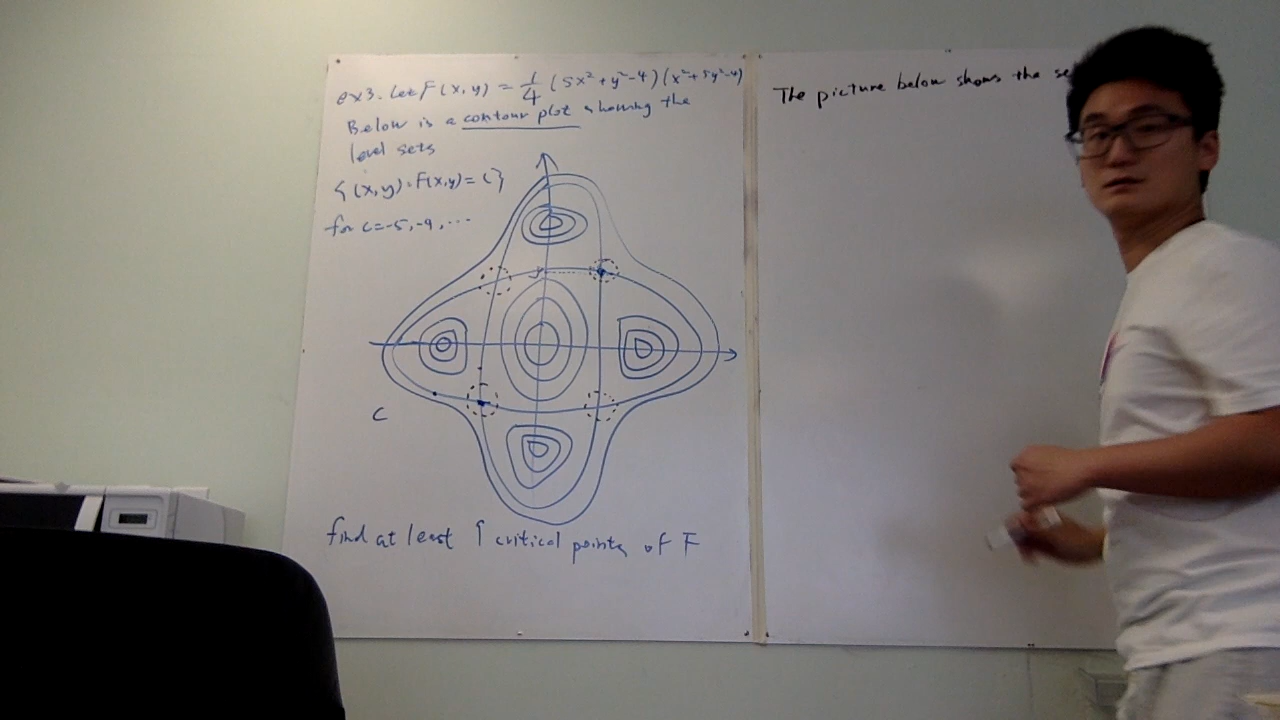 ex3. Let F(x,y) = 1/4 (5x²+y²-4)(x²+5y²-4)
Below is a contour plot showing the
level sets
{(x,y): F(x,y)=C}
for c=-5,-4,...
C
find at least 9 critical points of F
The picture below shows the se